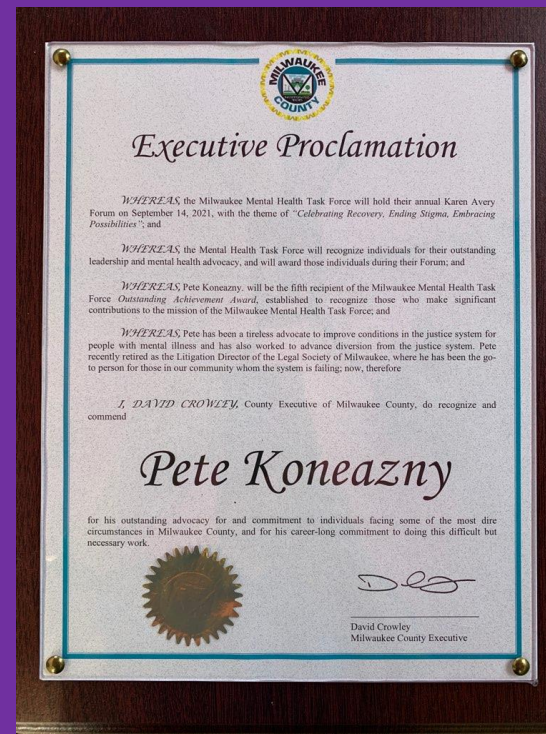 MILWAUKEE
COUNTY
Executive Proclamation
WHEREAS, the Milwaukee Mental Health Task Force will hold their annual Karen Avery
Forum on September 14, 2021, with the theme of "Celebrating Recovery, Ending Stigma, Embracing
Possibilities"; and
WHEREAS, the Mental Health Task Force will recognize individuals for their outstanding
leadership and mental health advocacy, and will award those individuals during their Forum; and
WHEREAS, Pete Koneazny. will be the fifth recipient of the Milwaukee Mental Health Task
Force Outstanding Achievement Award, established to recognize those who make significant
contributions to the mission of the Milwaukee Mental Health Task Force; and
WHEREAS, Pete has been a tireless advocate to improve conditions in the justice system for
people with mental illness and has also worked to advance diversion from the justice system. Pete
recently retired as the Litigation Director of the Legal Society of Milwaukee, where he has been the go-
to person for those in our community whom the system is failing; now, therefore
I, DAVID CROWLEY, County Executive of Milwaukee County, do recognize and
commend
Pete Koneazny
for his outstanding advocacy for and commitment to individuals facing some of the most dire
circumstances in Milwaukee County, and for his career-long commitment to doing this difficult but
necessary work.
David Crowley
Milwaukee County Executive